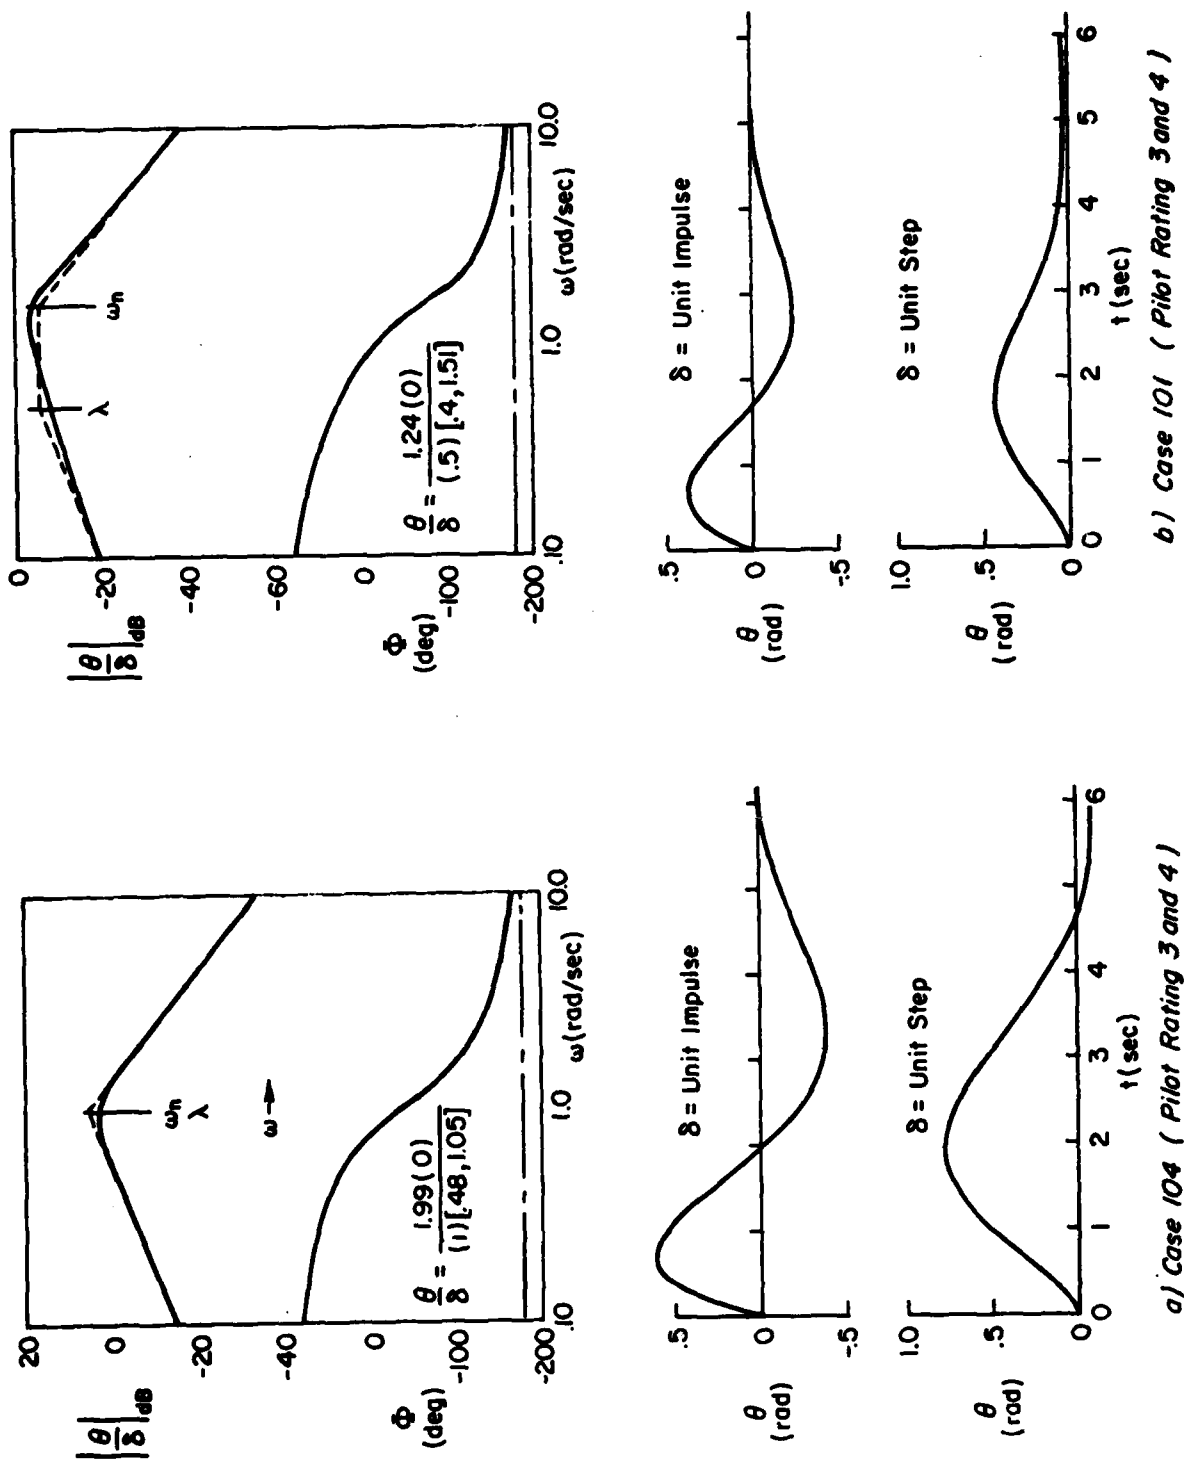 |θ/δ|dB
20
0
-20
-40
Φ
(deg)
0
-100
-200
.10
1.0
10.0
ω(rad/sec)
ωn
λ
ω→
θ/δ = 1.99(0)/(1)[.48,1.05]
θ
(rad)
.5
0
-.5
δ = Unit Impulse
θ
(rad)
1.0
.5
0
δ = Unit Step
0
1
2
3
4
6
t(sec)
a) Case 104 ( Pilot Rating 3 and 4 )
|θ/δ|dB
0
-20
-40
-60
Φ
(deg)
0
-100
-200
.10
1.0
10.0
ω(rad/sec)
λ
ωn
θ/δ = 1.24(0)/(.5)[.4,1.51]
θ
(rad)
.5
0
-.5
δ = Unit Impulse
θ
(rad)
1.0
.5
0
δ = Unit Step
0
1
2
3
4
5
6
t(sec)
b) Case 101 ( Pilot Rating 3 and 4 )